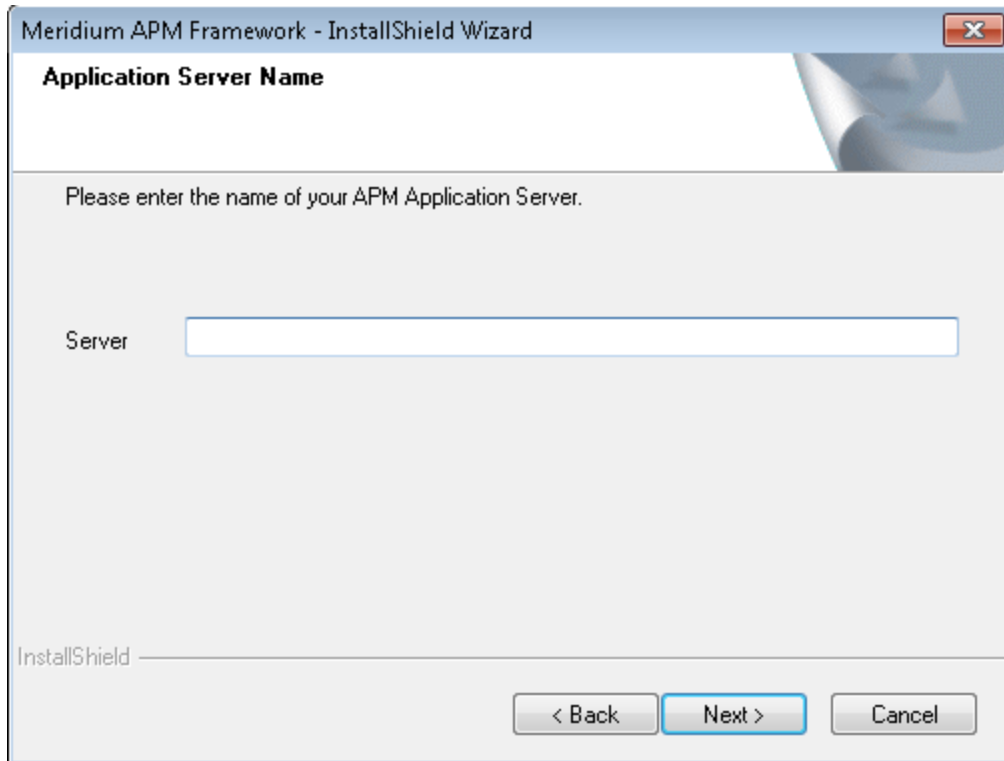 Meridium APM Framework - InstallShield Wizard
Application Server Name
Please enter the name of your APM Application Server.
Server
InstallShield
< Back
Next >
Cancel